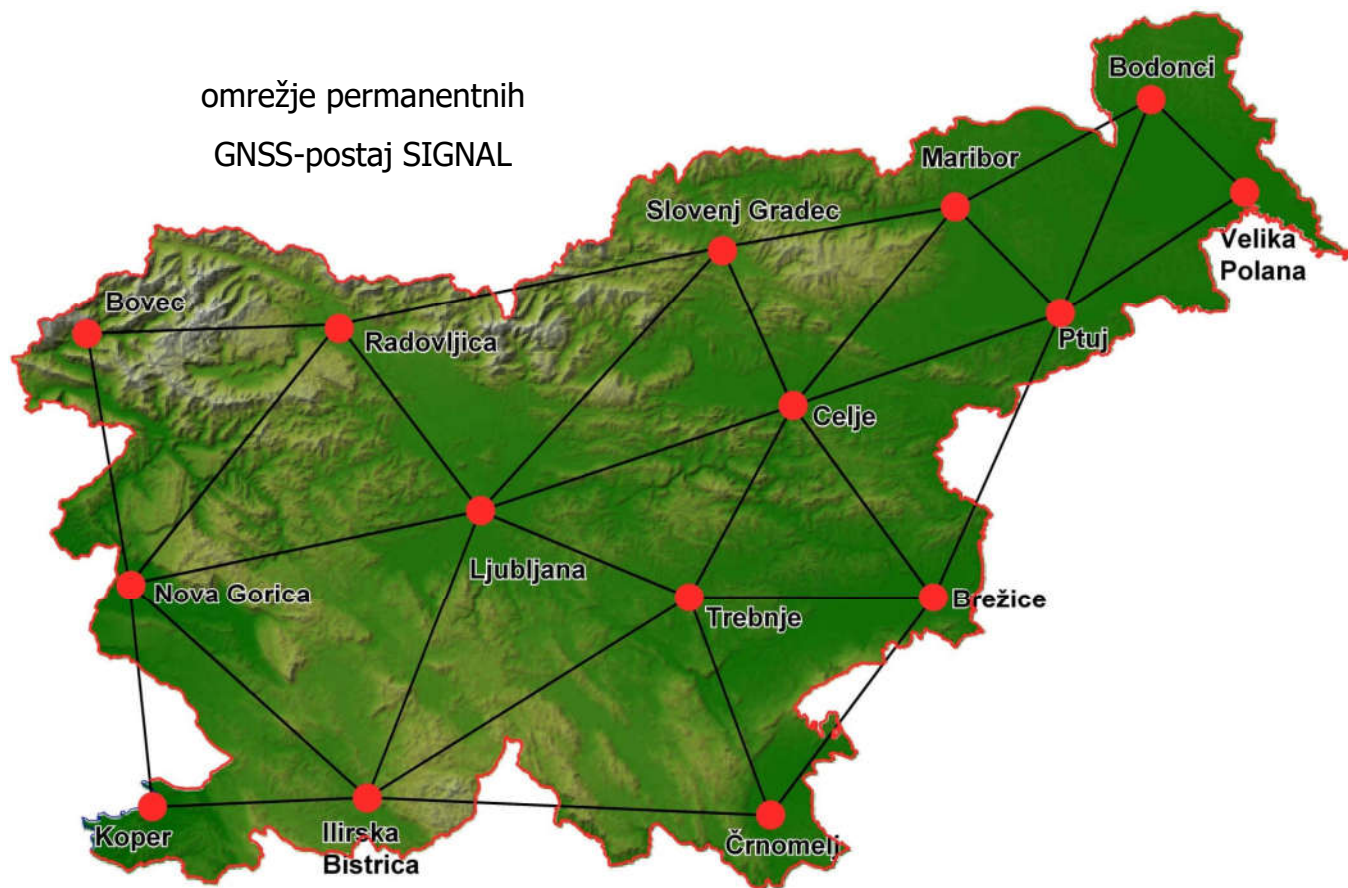 omrežje permanentnih
GNSS-postaj SIGNAL
Bodonci
Maribor
Slovenj Gradec
Velika
Polana
Bovec
Radovljica
Ptuj
Celje
Ljubljana
Nova Gorica
Trebnje
Brežice
Koper
Ilirska
Bistrica
Črnomelj